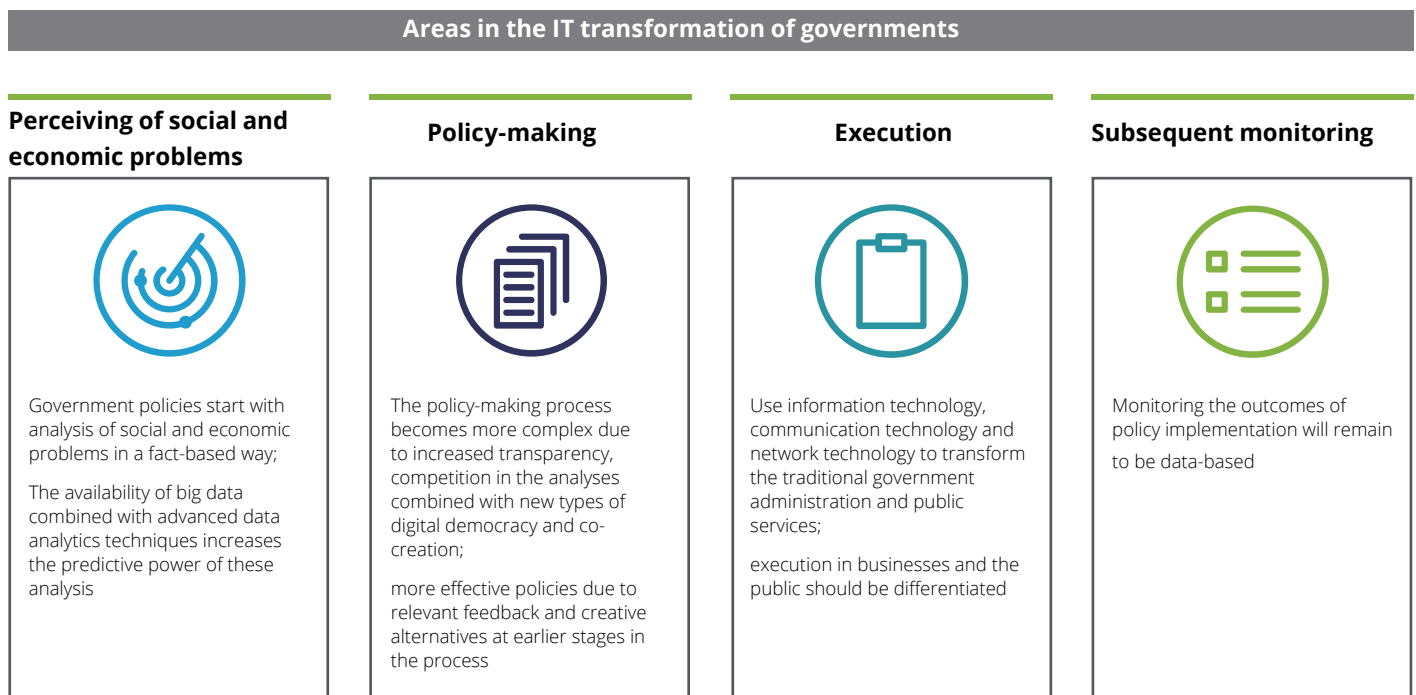 Areas in the IT transformation of governments
Perceiving of social and
economic problems
Government policies start with
analysis of social and economic
problems in a fact-based way;
The availability of big data
combined with advanced data
analytics techniques increases
the predictive power of these
analysis
Policy-making
The policy-making process
becomes more complex due
to increased transparency,
competition in the analyses
combined with new types of
digital democracy and co-
creation;
more effective policies due to
relevant feedback and creative
alternatives at earlier stages in
the process
Execution
Use information technology,
communication technology and
network technology to transform
the traditional government
administration and public
services;
execution in businesses and the
public should be differentiated
Subsequent monitoring
Monitoring the outcomes of
policy implementation will remain
to be data-based